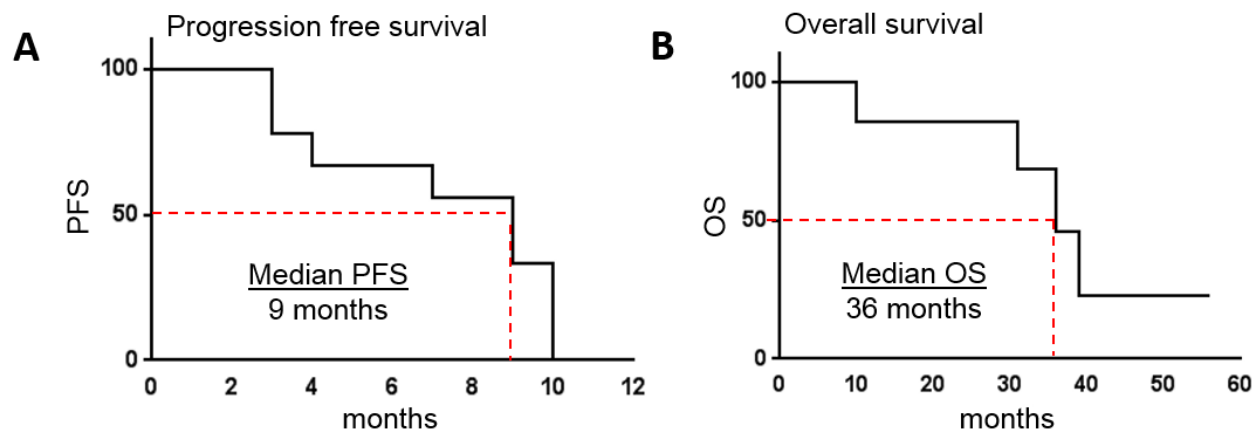 A
Progression free survival
100
50
0
PFS
Median PFS
9 months
0 2 4 6 8 10 12
months
B
Overall survival
100
50
0
OS
Median OS
36 months
0 10 20 30 40 50 60
months